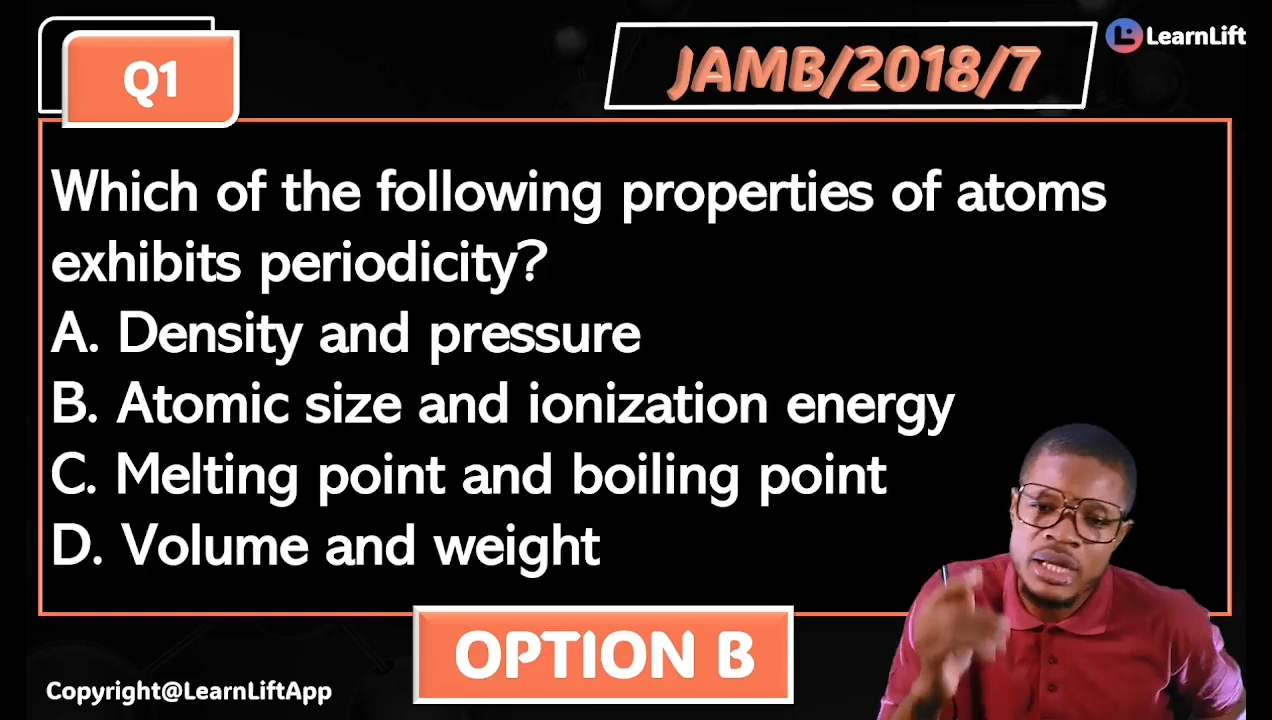 Q1
JAMB/2018/7
LearnLift
Which of the following properties of atoms
exhibits periodicity?
A. Density and pressure
B. Atomic size and ionization energy
C. Melting point and boiling point
D. Volume and weight
OPTION B
Copyright@LearnLiftApp